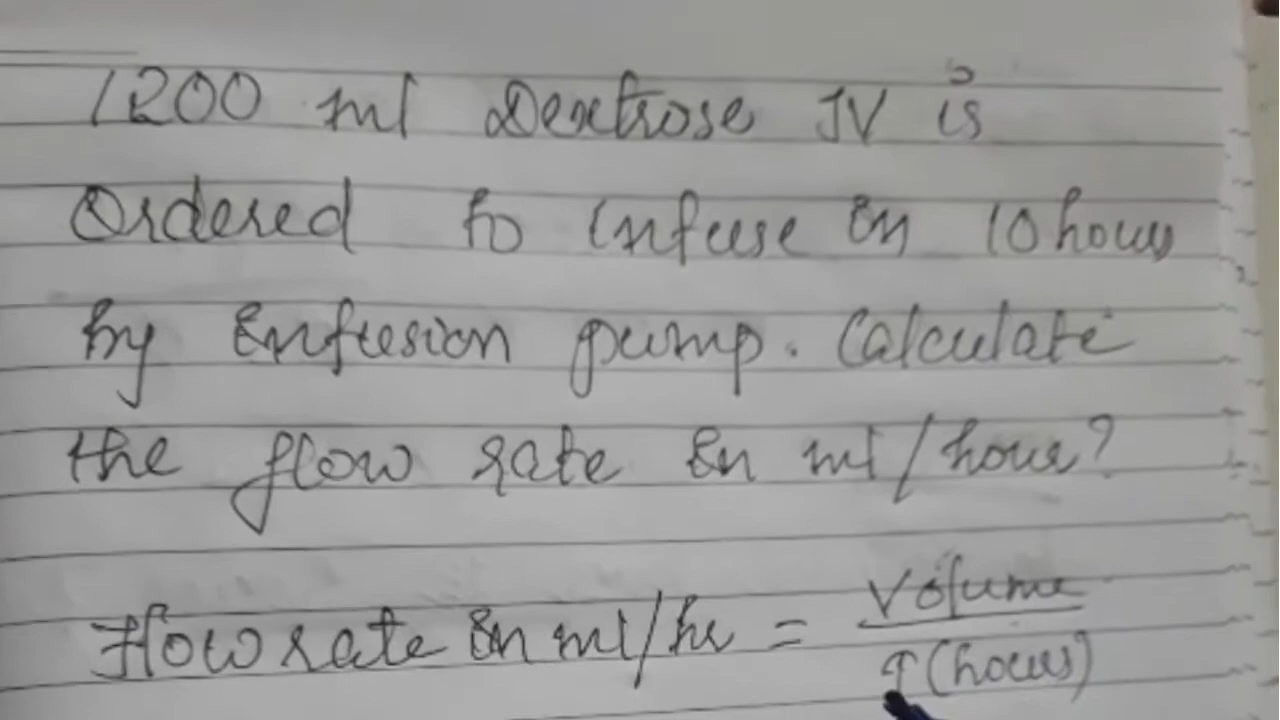 1200 ml Dextrose IV is
Ordered to infuse in 10 hours
by infusion pump. Calculate
the flow rate in ml/hour?
Flow rate in ml/hr = Volume
T (hours)